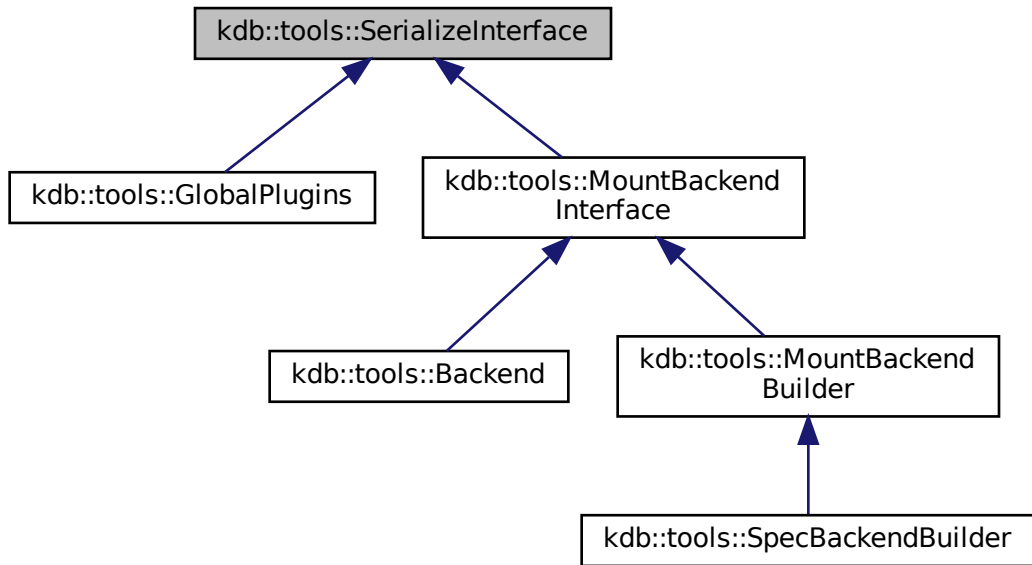 kdb::tools::SerializeInterface
kdb::tools::GlobalPlugins
kdb::tools::MountBackend
Interface
kdb::tools::Backend
kdb::tools::MountBackend
Builder
kdb::tools::SpecBackendBuilder